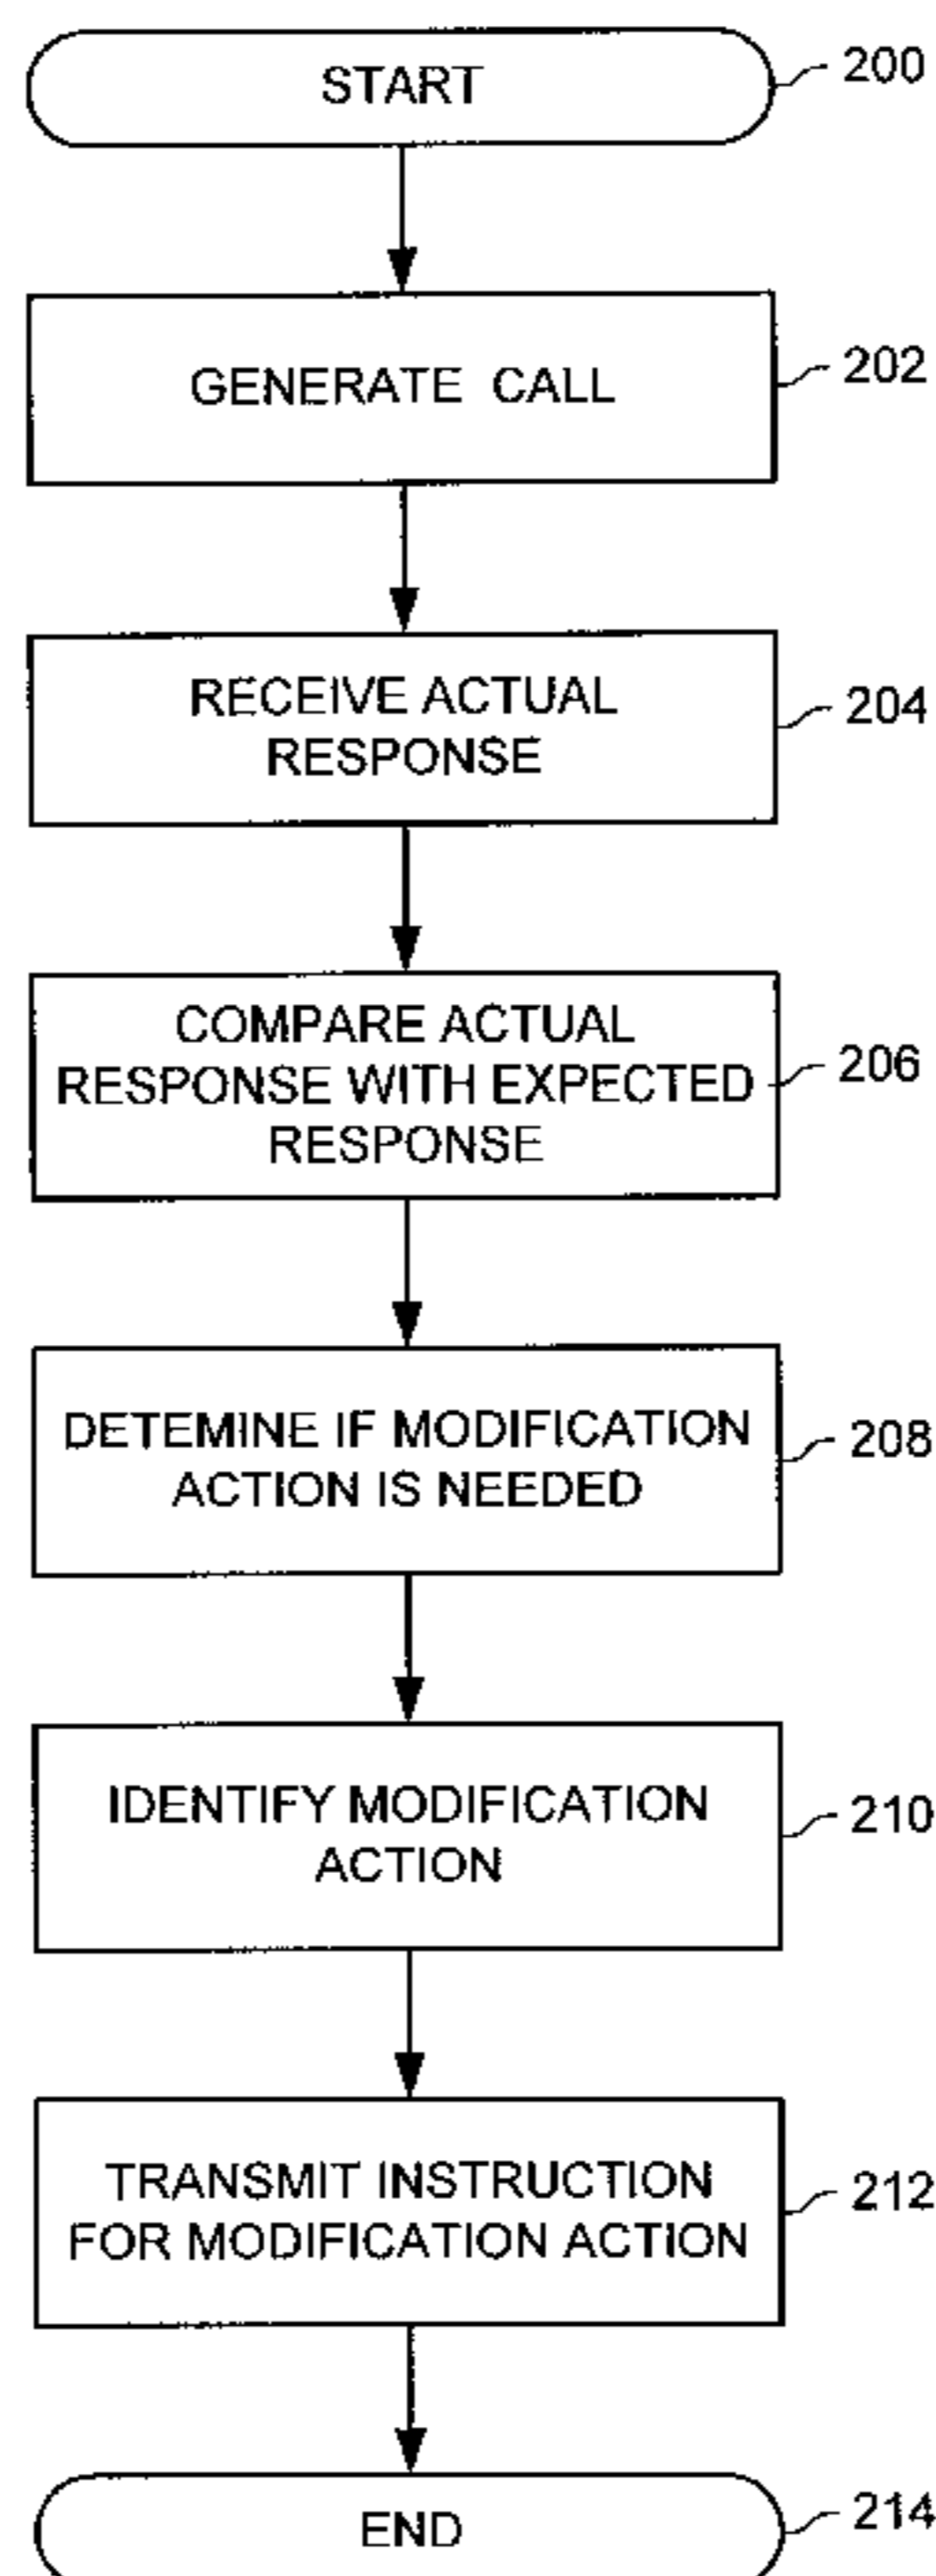 START
200
GENERATE CALL
202
RECEIVE ACTUAL
RESPONSE
204
COMPARE ACTUAL
RESPONSE WITH EXPECTED
RESPONSE
206
DETEMINE IF MODIFICATION
ACTION IS NEEDED
208
IDENTIFY MODIFICATION
ACTION
210
TRANSMIT INSTRUCTION
FOR MODIFICATION ACTION
212
END
214